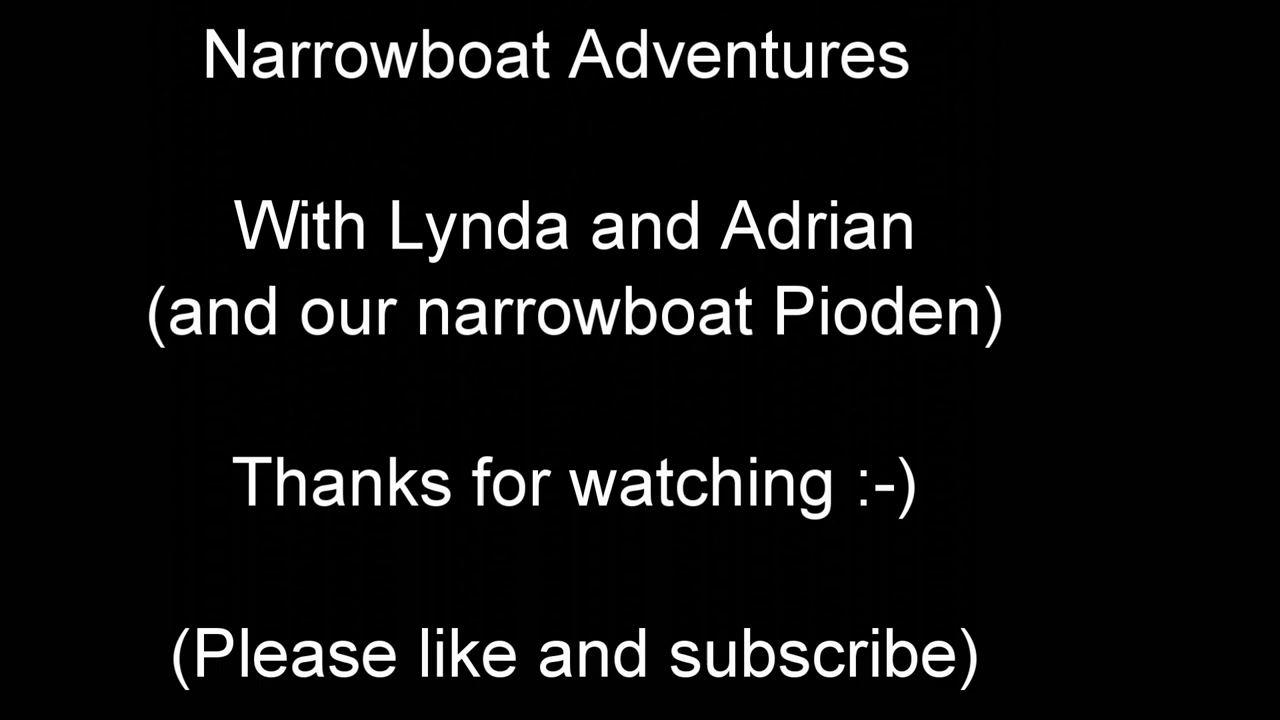 Narrowboat Adventures
With Lynda and Adrian
(and our narrowboat Pioden)
Thanks for watching :-)
(Please like and subscribe)